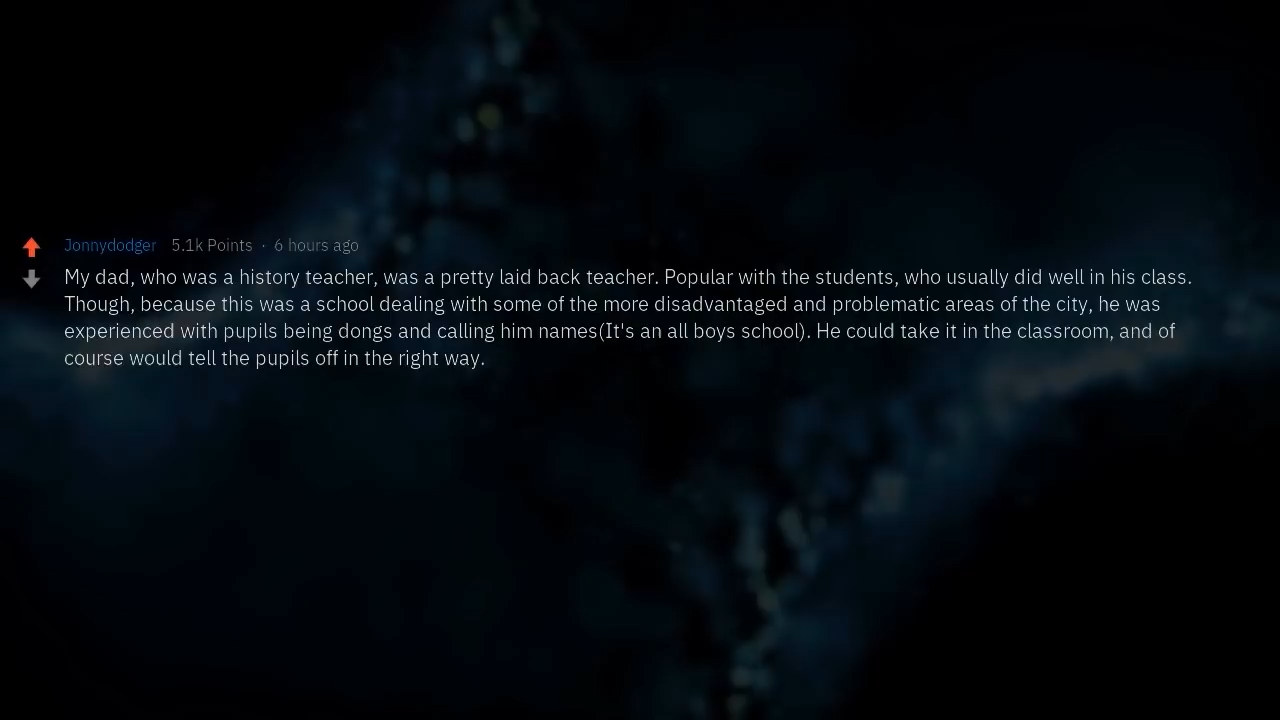 Jonnydodger 5.1k Points · 6 hours ago
My dad, who was a history teacher, was a pretty laid back teacher. Popular with the students, who usually did well in his class.
Though, because this was a school dealing with some of the more disadvantaged and problematic areas of the city, he was
experienced with pupils being dongs and calling him names(It's an all boys school). He could take it in the classroom, and of
course would tell the pupils off in the right way.